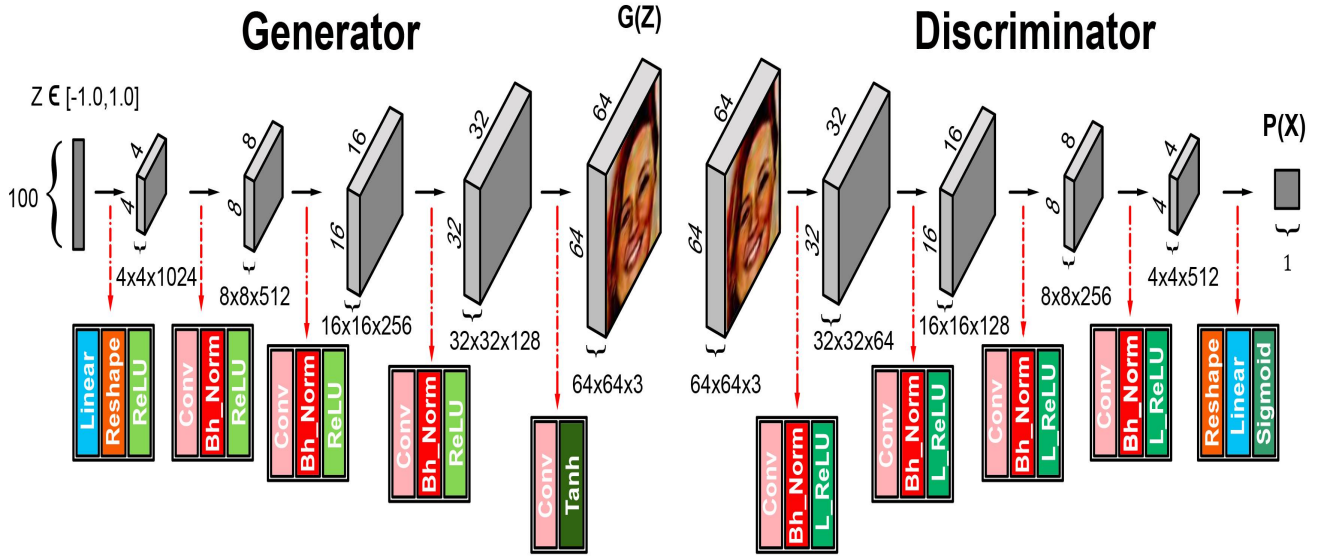 Generator
G(Z)
Discriminator
Z ϵ [-1.0,1.0]
100
4
4
4x4x1024
8
8
8x8x512
16
16
16x16x256
32
32
32x32x128
64
64
64x64x3
64
64
64x64x3
32
32
32x32x64
16
16
16x16x128
8
8
8x8x256
4
4
4x4x512
P(X)
1
Linear
Reshape
ReLU
Conv
Bh_Norm
ReLU
Conv
Bh_Norm
ReLU
Conv
Bh_Norm
ReLU
Conv
Tanh
Conv
Bh_Norm
L_ReLU
Conv
Bh_Norm
L_ReLU
Conv
Bh_Norm
L_ReLU
Conv
Bh_Norm
L_ReLU
Reshape
Linear
Sigmoid